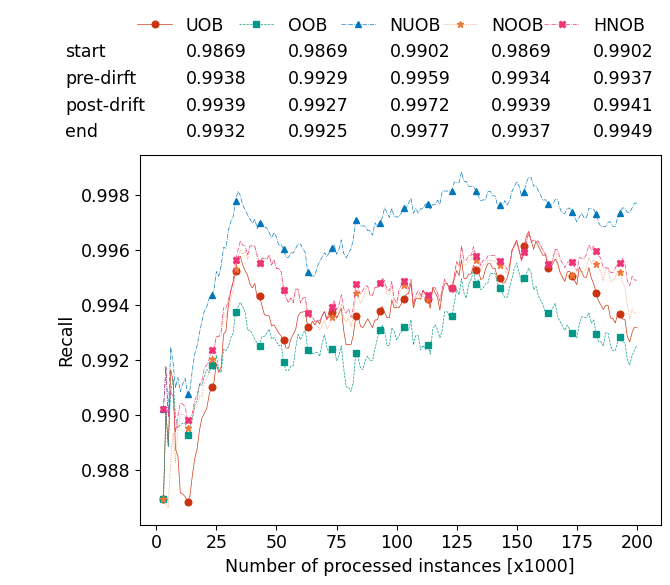 UOB OOB NUOB NOOB HNOB
start 0.9869 0.9869 0.9902 0.9869 0.9902
pre-dirft 0.9938 0.9929 0.9959 0.9934 0.9937
post-drift 0.9939 0.9927 0.9972 0.9939 0.9941
end 0.9932 0.9925 0.9977 0.9937 0.9949
0.998
0.996
0.994
0.992
0.990
0.988
Recall
0 25 50 75 100 125 150 175 200
Number of processed instances [x1000]